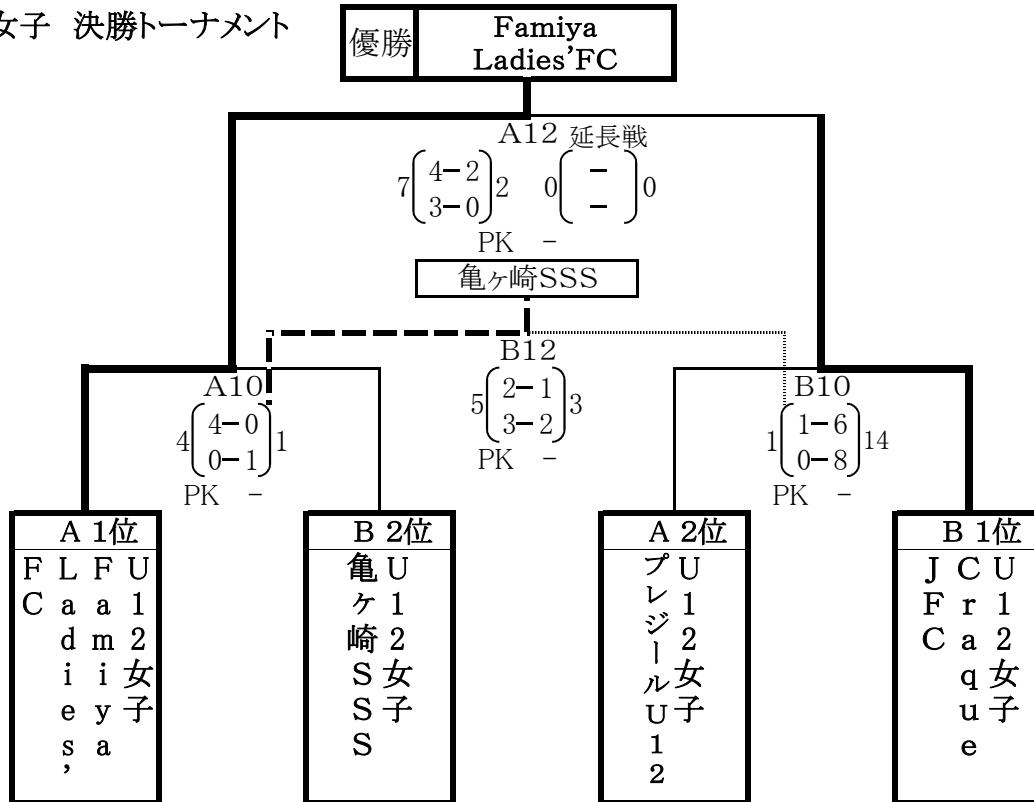 女子 決勝トーナメント
優勝
Famiya
Ladies'FC
A12 延長戦
7 4-2 2 0 - 0
3-0 -
PK -
亀ヶ崎SSS
B12
5 2-1 3
3-2
PK -
A10
4 4-0 1
0-1
PK -
B10
1 1-6 14
0-8
PK -
A 1位
U12女子
Famiya
Ladies'
FC
B 2位
U12女子
亀ヶ崎SSS
A 2位
U12女子
プレジールU12
B 1位
U12女子
Craque
JFC